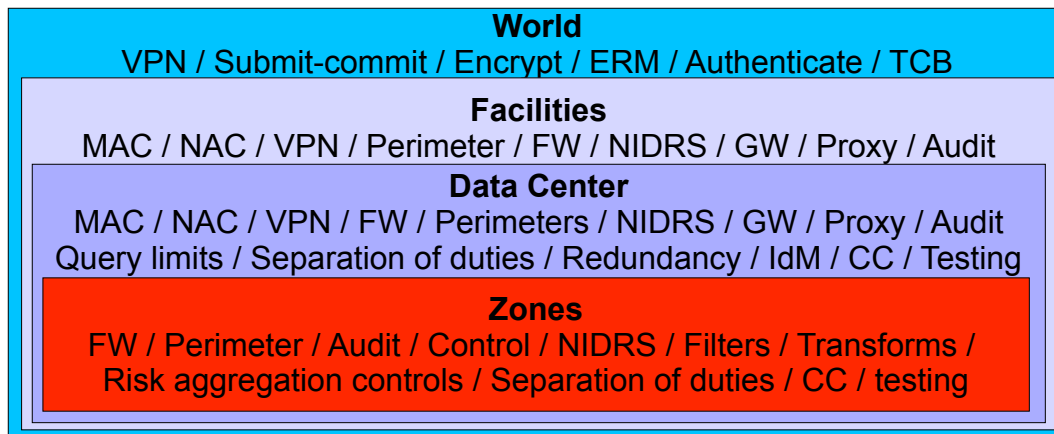 World
VPN / Submit-commit / Encrypt / ERM / Authenticate / TCB
Facilities
MAC / NAC / VPN / Perimeter / FW / NIDRS / GW / Proxy / Audit
Data Center
MAC / NAC / VPN / FW / Perimeters / NIDRS / GW / Proxy / Audit
Query limits / Separation of duties / Redundancy / IdM / CC / Testing
Zones
FW / Perimeter / Audit / Control / NIDRS / Filters / Transforms /
Risk aggregation controls / Separation of duties / CC / testing